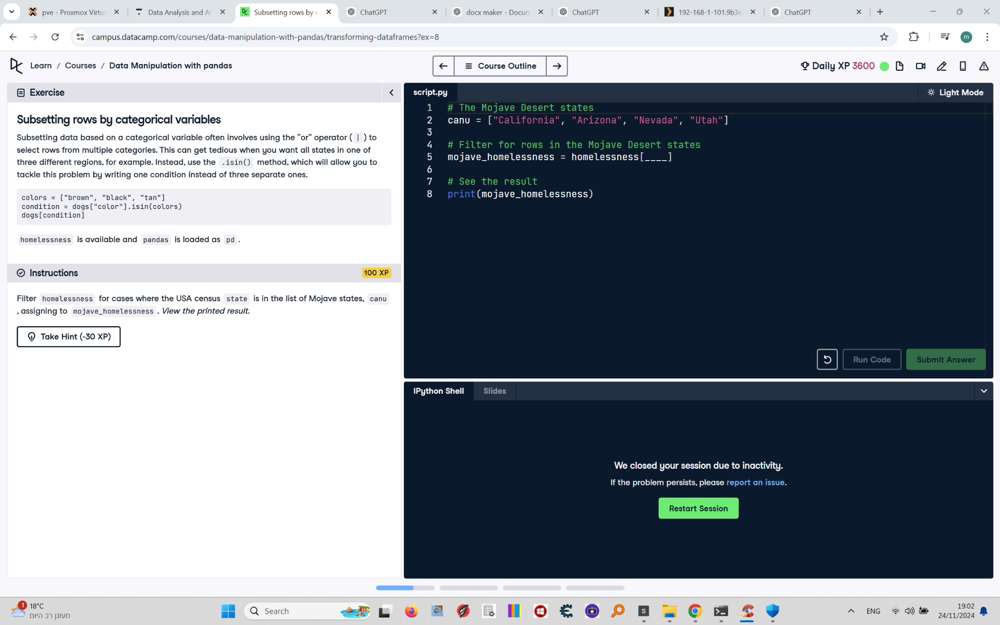 pve - Proxmox Virtua
Data Analysis and AI
Subsetting rows by c
ChatGPT
docx maker - Docum
ChatGPT
192-168-1-101.9b3e
ChatGPT
campus.datacamp.com/courses/data-manipulation-with-pandas/transforming-dataframes?ex=8
m
Learn / Courses / Data Manipulation with pandas
Course Outline
Daily XP 3600
Exercise
Subsetting rows by categorical variables
Subsetting data based on a categorical variable often involves using the "or" operator ( | ) to
select rows from multiple categories. This can get tedious when you want all states in one of
three different regions, for example. Instead, use the .isin() method, which will allow you to
tackle this problem by writing one condition instead of three separate ones.
colors = ["brown", "black", "tan"]
condition = dogs["color"].isin(colors)
dogs[condition]
homelessness is available and pandas is loaded as pd .
Instructions
100 XP
Filter homelessness for cases where the USA census state is in the list of Mojave states, canu
, assigning to mojave_homelessness . View the printed result.
Take Hint (-30 XP)
script.py
Light Mode
1 # The Mojave Desert states
2 canu = ["California", "Arizona", "Nevada", "Utah"]
3
4 # Filter for rows in the Mojave Desert states
5 mojave_homelessness = homelessness[____]
6
7 # See the result
8 print(mojave_homelessness)
Run Code
Submit Answer
IPython Shell
Slides
We closed your session due to inactivity.
If the problem persists, please report an issue.
Restart Session
1
18°C
מעונן רב היום
Search
S
ENG
19:02
24/11/2024